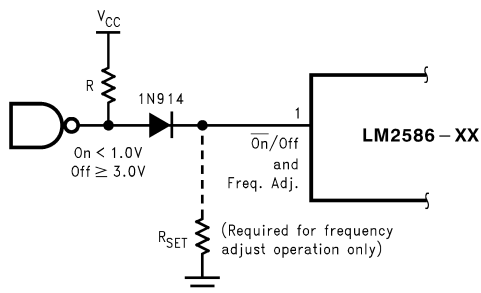 V_CC
R
1N914
1
On < 1.0V
Off ≥ 3.0V
O̅n̅/Off
and
Freq. Adj.
LM2586-XX
R_SET
(Required for frequency
adjust operation only)